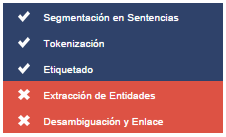 Segmentación en Sentencias
Tokenización
Etiquetado
Extracción de Entidades
Desambiguación y Enlace